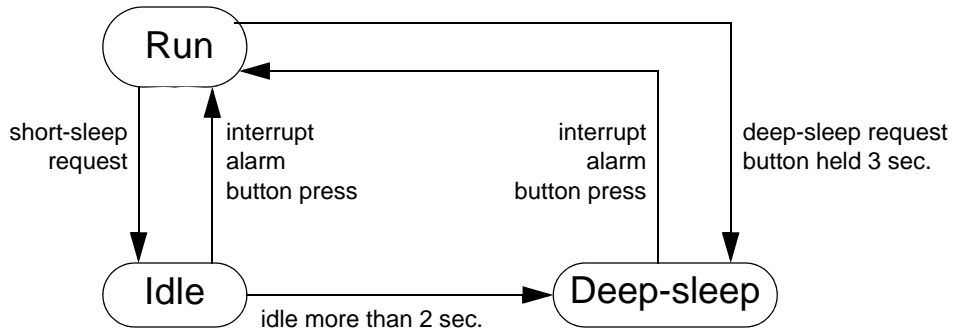 Run
short-sleep
request
interrupt
alarm
button press
interrupt
alarm
button press
deep-sleep request
button held 3 sec.
Idle
Deep-sleep
idle more than 2 sec.